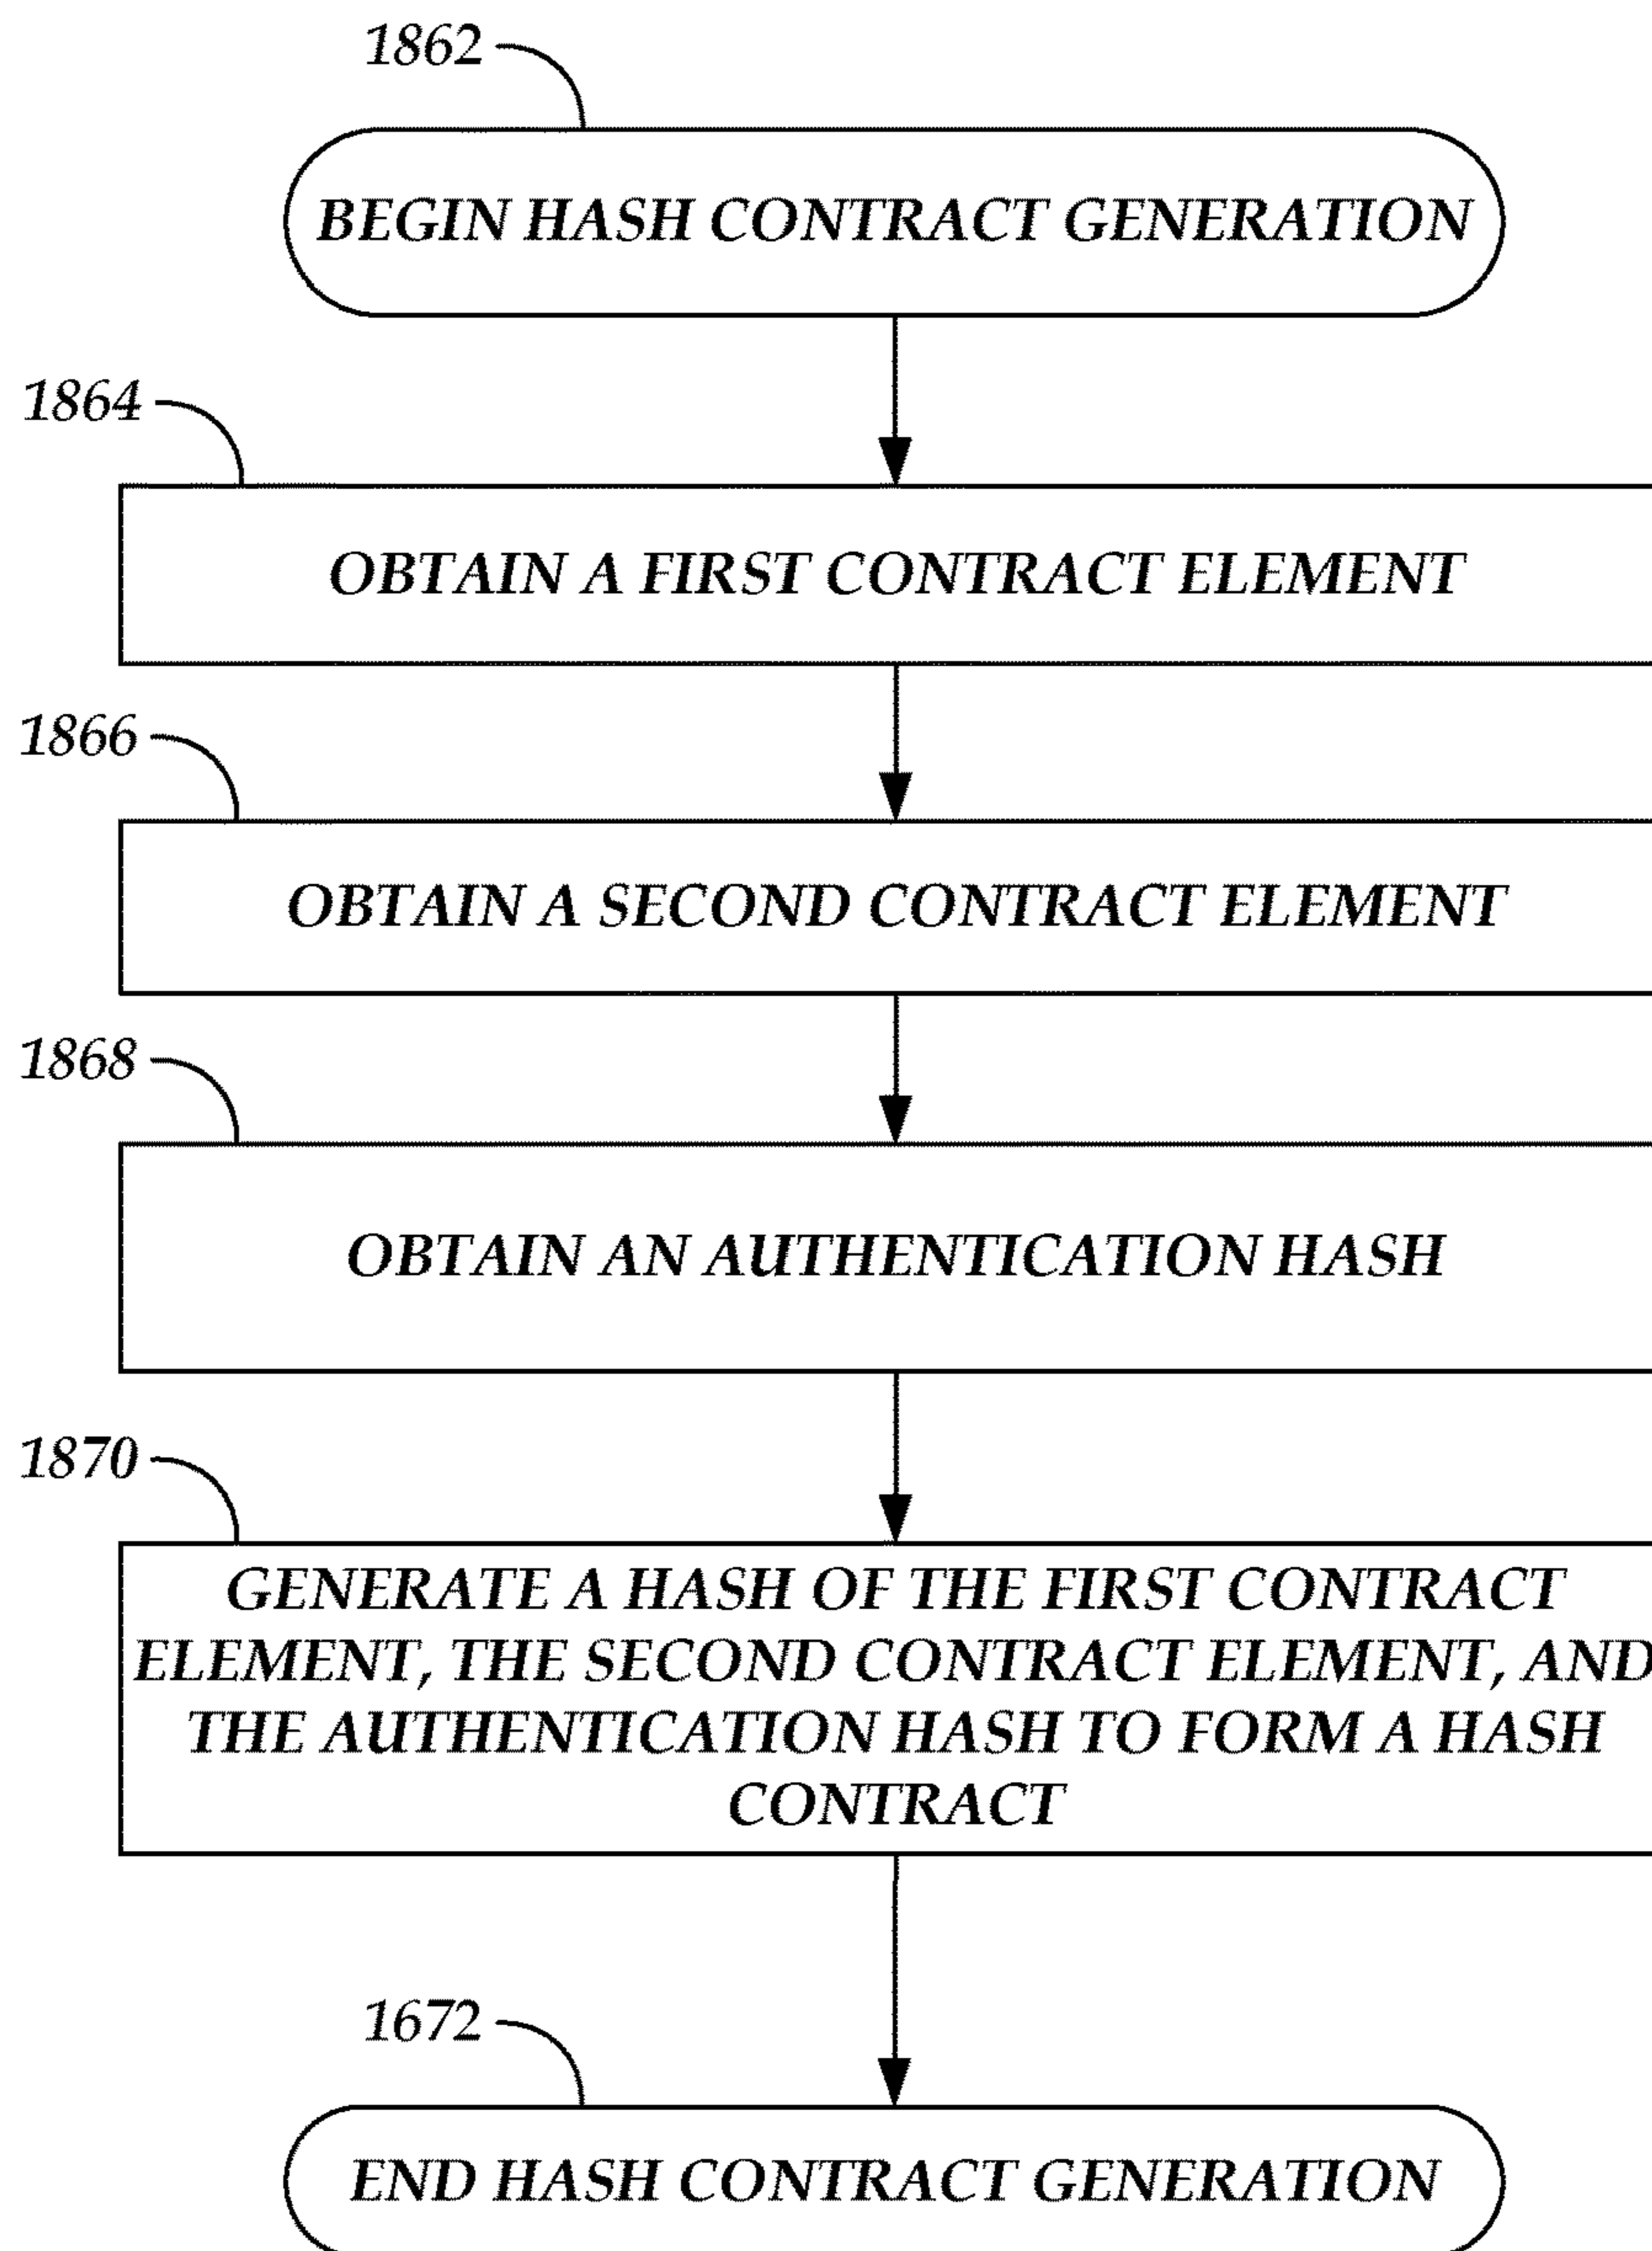 1862
BEGIN HASH CONTRACT GENERATION
1864
OBTAIN A FIRST CONTRACT ELEMENT
1866
OBTAIN A SECOND CONTRACT ELEMENT
1868
OBTAIN AN AUTHENTICATION HASH
1870
GENERATE A HASH OF THE FIRST CONTRACT
ELEMENT, THE SECOND CONTRACT ELEMENT, AND
THE AUTHENTICATION HASH TO FORM A HASH
CONTRACT
1672
END HASH CONTRACT GENERATION